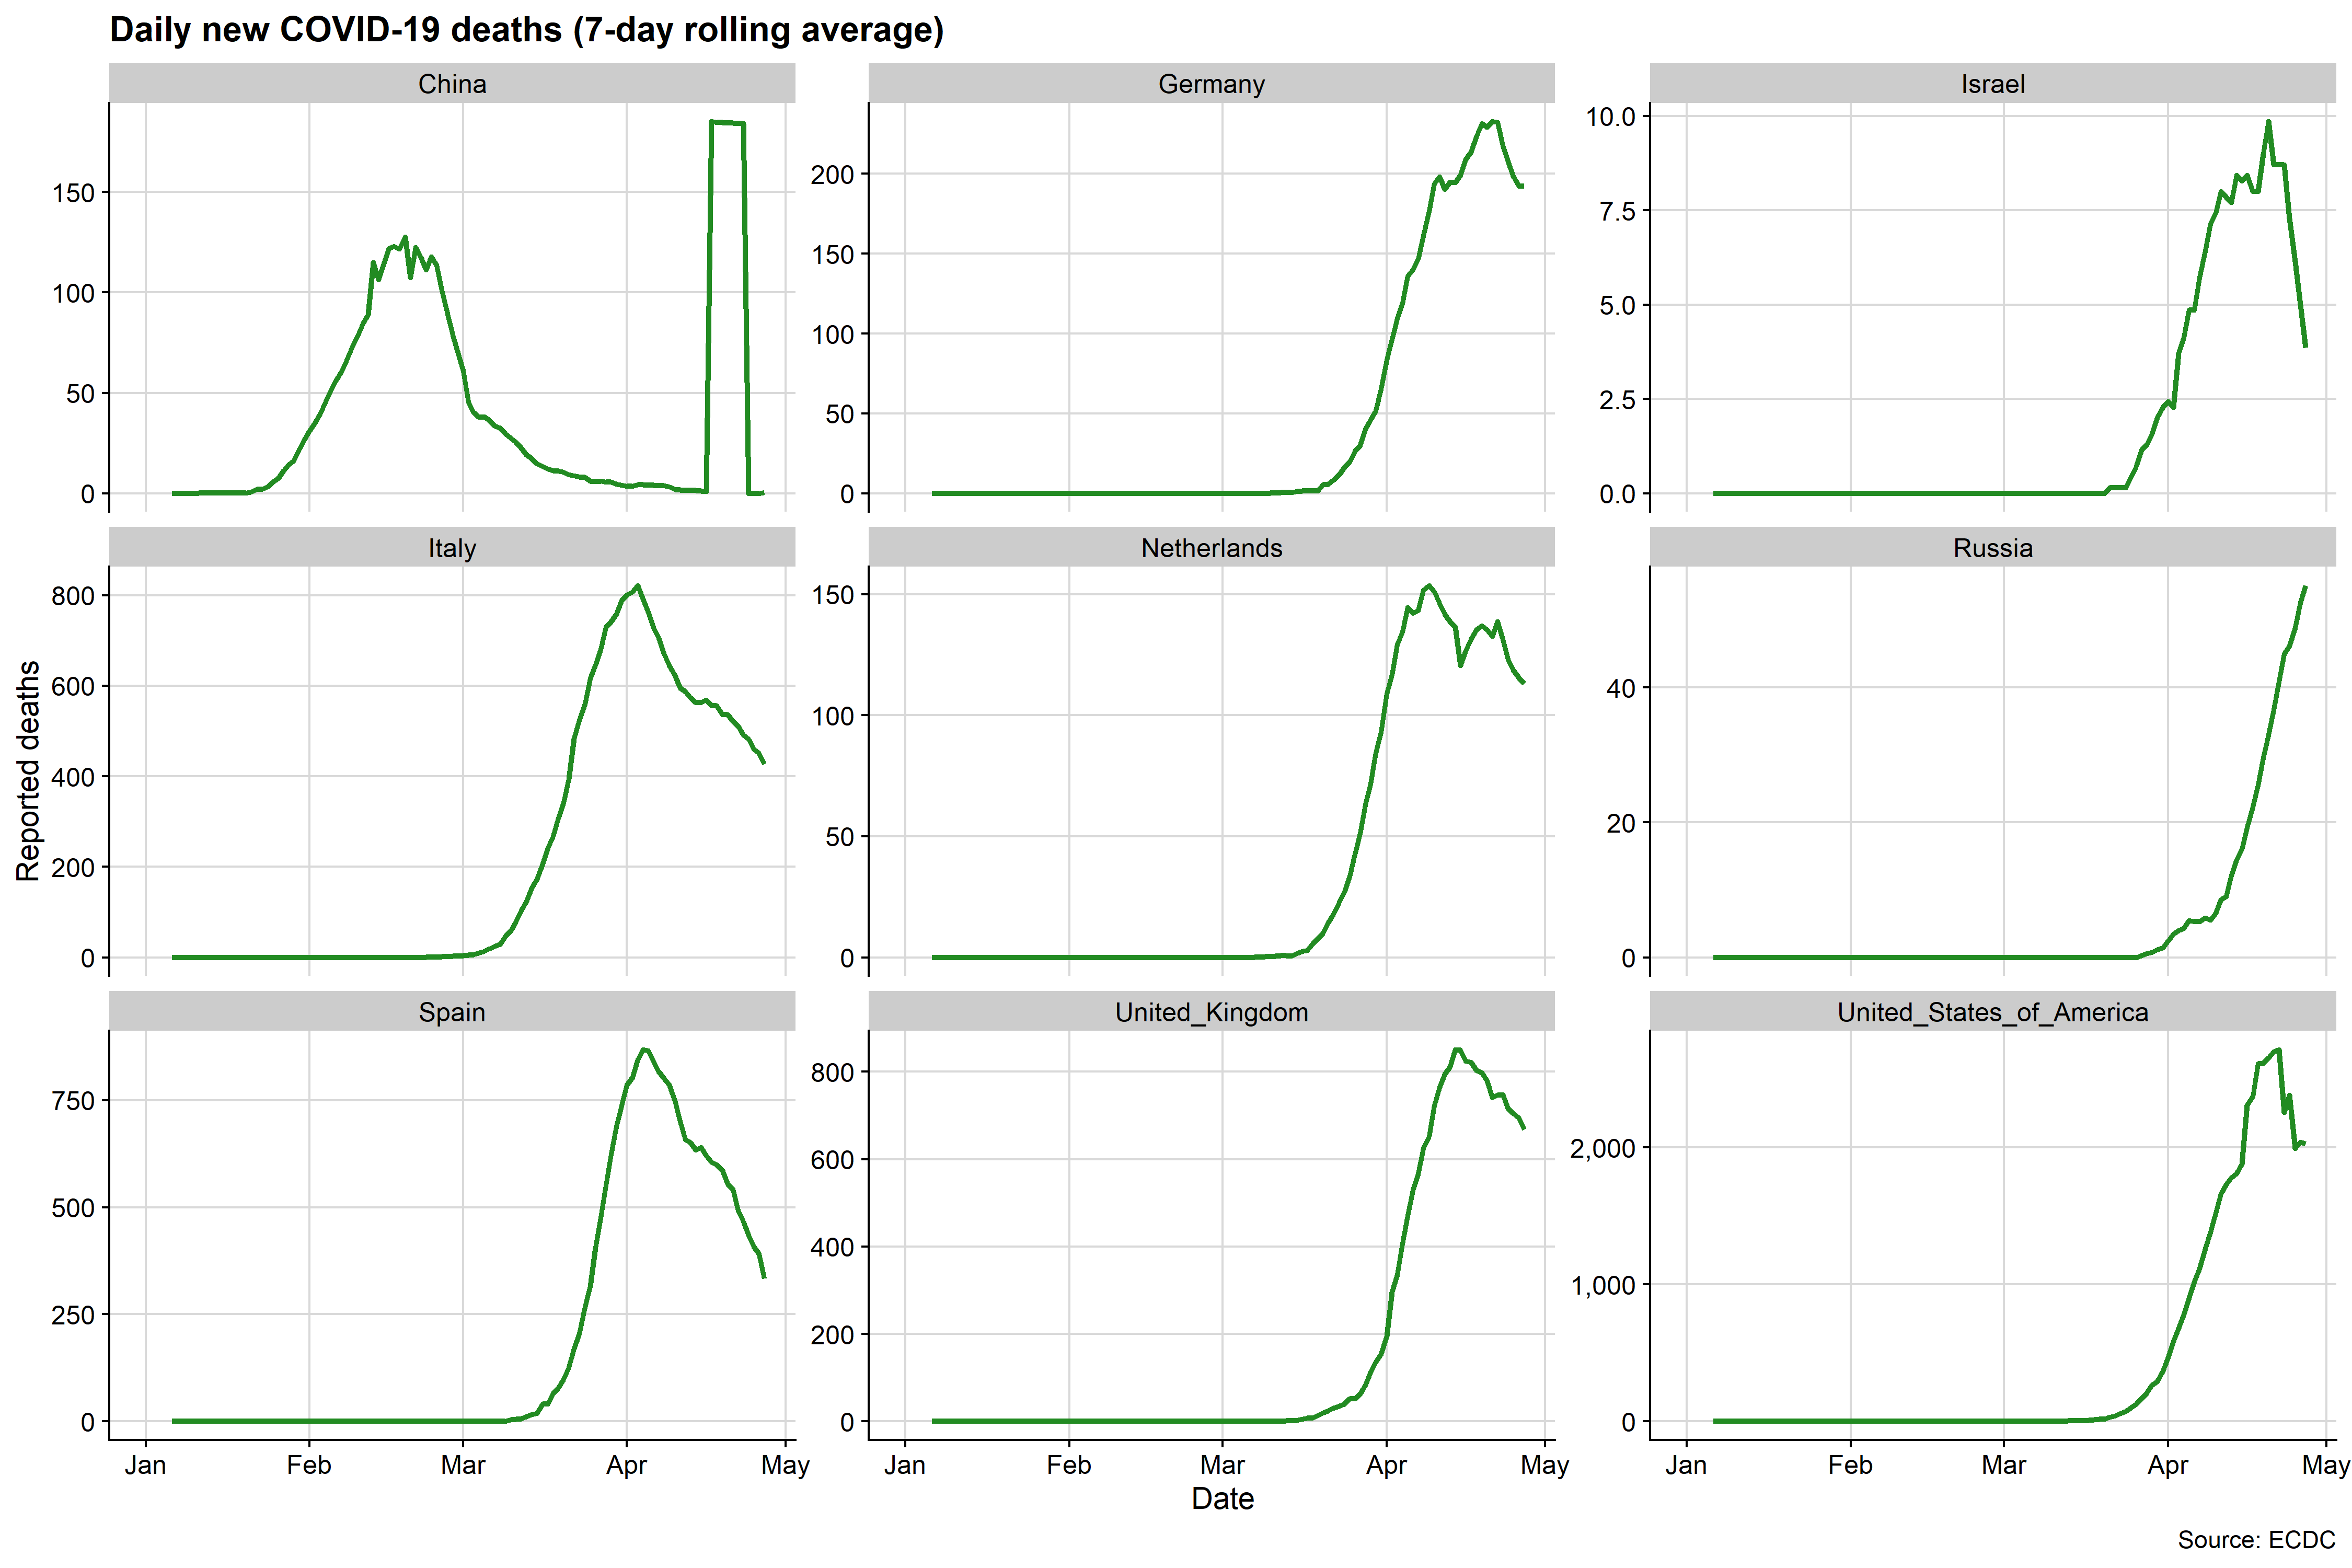 Daily new COVID-19 deaths (7-day rolling average)
China
Germany
Israel
150
100
50
0
200
150
100
50
0
10.0
7.5
5.0
2.5
0.0
Italy
Netherlands
Russia
800
600
400
200
0
150
100
50
0
40
20
0
Reported deaths
Spain
United_Kingdom
United_States_of_America
750
500
250
0
800
600
400
200
0
2,000
1,000
0
Jan Feb Mar Apr May
Jan Feb Mar Apr May
Jan Feb Mar Apr May
Date
Source: ECDC